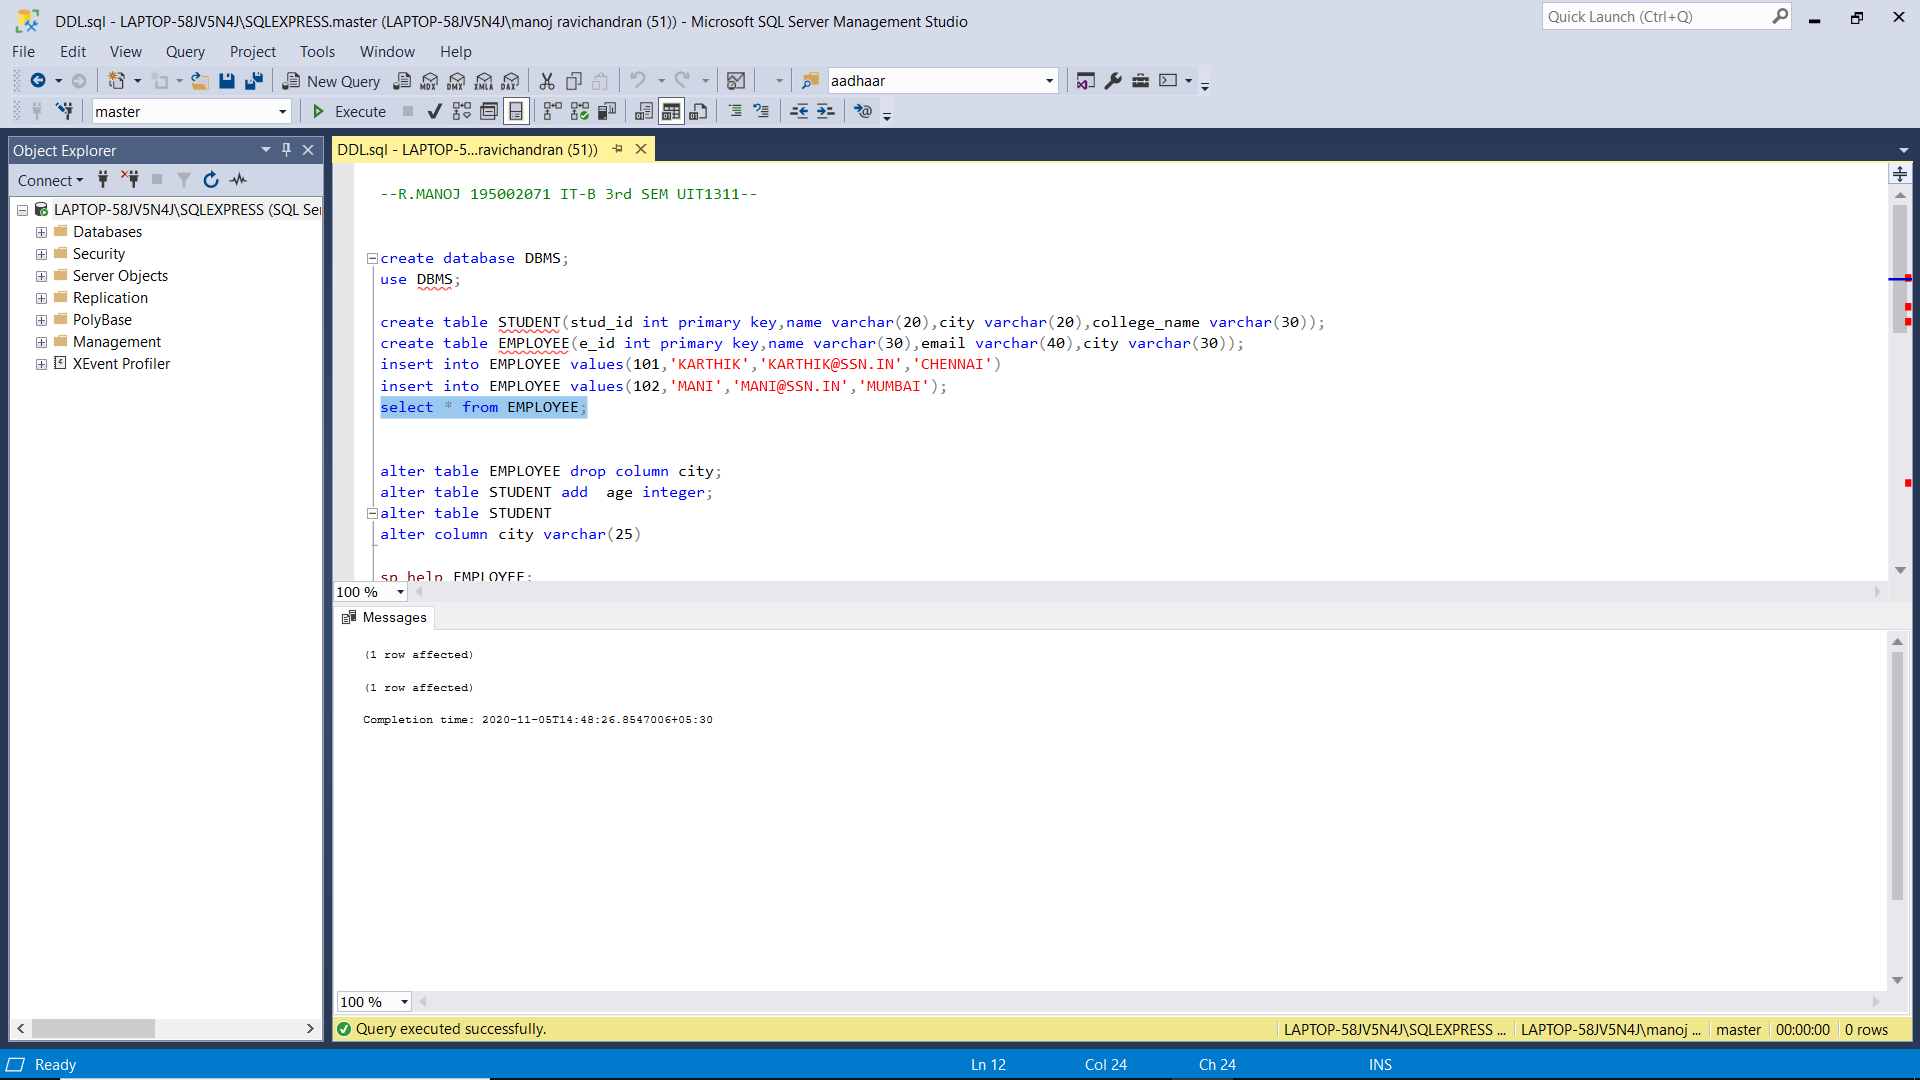 DDL.sql - LAPTOP-58JV5N4J\SQLEXPRESS.master (LAPTOP-58JV5N4J\manoj ravichandran (51)) - Microsoft SQL Server Management Studio
Quick Launch (Ctrl+Q)
File Edit View Query Project Tools Window Help
New Query MDX DMX XMLA DAX aadhaar
master Execute
Object Explorer
DDL.sql - LAPTOP-5...ravichandran (51))
Connect
LAPTOP-58JV5N4J\SQLEXPRESS (SQL Ser
Databases
Security
Server Objects
Replication
PolyBase
Management
XEvent Profiler
--R.MANOJ 195002071 IT-B 3rd SEM UIT1311--
create database DBMS;
use DBMS;
create table STUDENT(stud_id int primary key,name varchar(20),city varchar(20),college_name varchar(30));
create table EMPLOYEE(e_id int primary key,name varchar(30),email varchar(40),city varchar(30));
insert into EMPLOYEE values(101,'KARTHIK','KARTHIK@SSN.IN','CHENNAI')
insert into EMPLOYEE values(102,'MANI','MANI@SSN.IN','MUMBAI');
select * from EMPLOYEE;
alter table EMPLOYEE drop column city;
alter table STUDENT add  age integer;
alter table STUDENT
alter column city varchar(25)
sp_help EMPLOYEE;
100 %
Messages
(1 row affected)
(1 row affected)
Completion time: 2020-11-05T14:48:26.8547006+05:30
100 %
Query executed successfully.
LAPTOP-58JV5N4J\SQLEXPRESS ... LAPTOP-58JV5N4J\manoj ... master 00:00:00 0 rows
Ready Ln 12 Col 24 Ch 24 INS